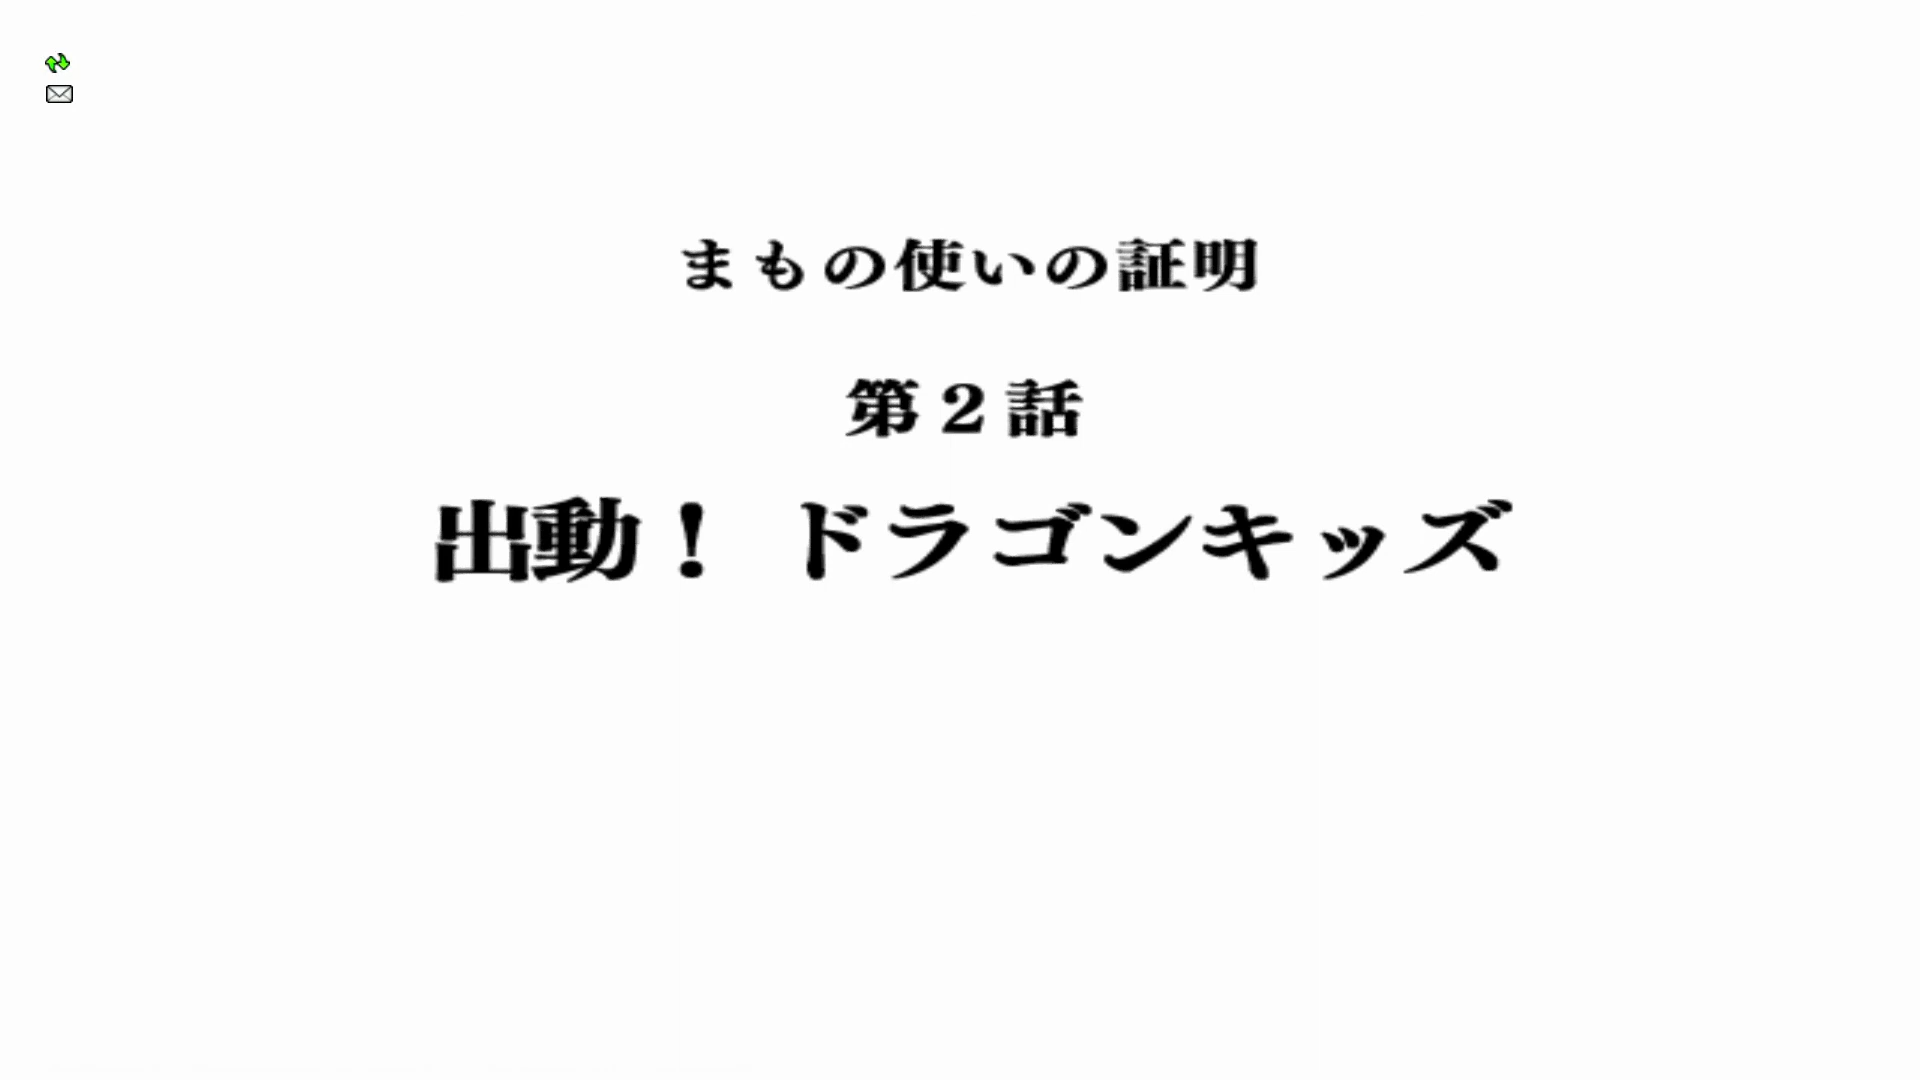 まもの使いの証明
第２話
出動！ ドラゴンキッズ